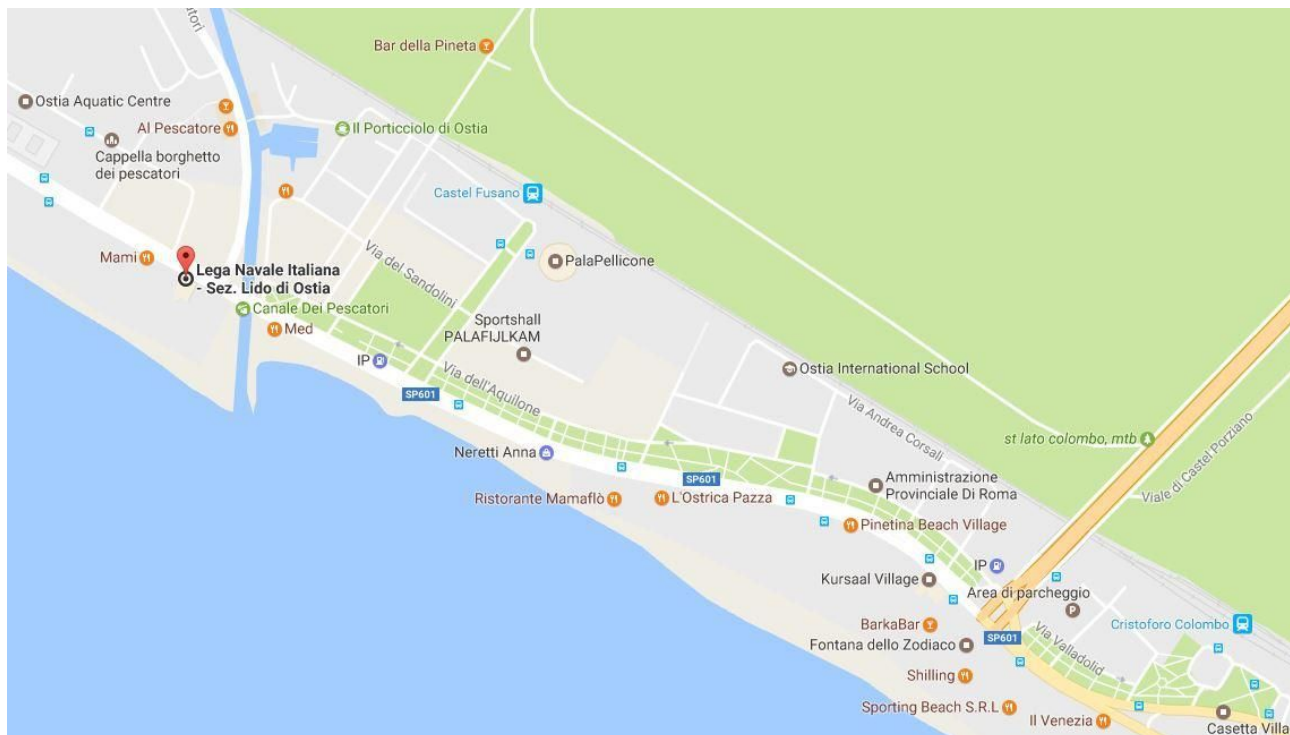 atori
Bar della Pineta
Ostia Aquatic Centre
Al Pescatore
Il Porticciolo di Ostia
Cappella borghetto
dei pescatori
Castel Fusano
Via del Sandolini
Mami
Lega Navale Italiana
- Sez. Lido di Ostia
PalaPellicone
Canale Dei Pescatori
Med
Sportshall
PALAFIJLKAM
IP
Via dell'Aquilone
SP601
Ostia International School
Via Andrea Corsali
st lato colombo, mtb
Viale di Castel Porziano
Neretti Anna
SP601
Amministrazione
Provinciale Di Roma
Ristorante Mamaflò
L'Ostrica Pazza
Pinetina Beach Village
IP
Kursaal Village
Area di parcheggio
P
BarkaBar
Cristoforo Colombo
SP601
Via Valladolid
Fontana dello Zodiaco
Shilling
Sporting Beach S.R.L
Il Venezia
Casetta Villa